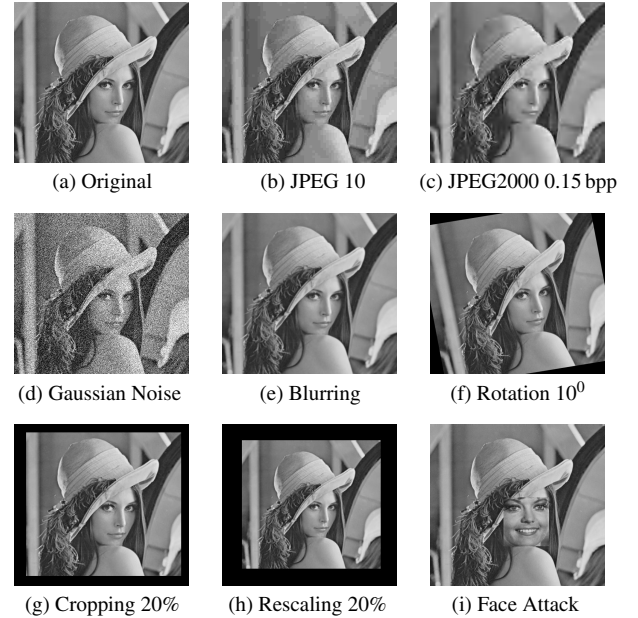 (a) Original (b) JPEG 10 (c) JPEG2000 0.15 bpp
(d) Gaussian Noise (e) Blurring (f) Rotation 10⁰
(g) Cropping 20% (h) Rescaling 20% (i) Face Attack